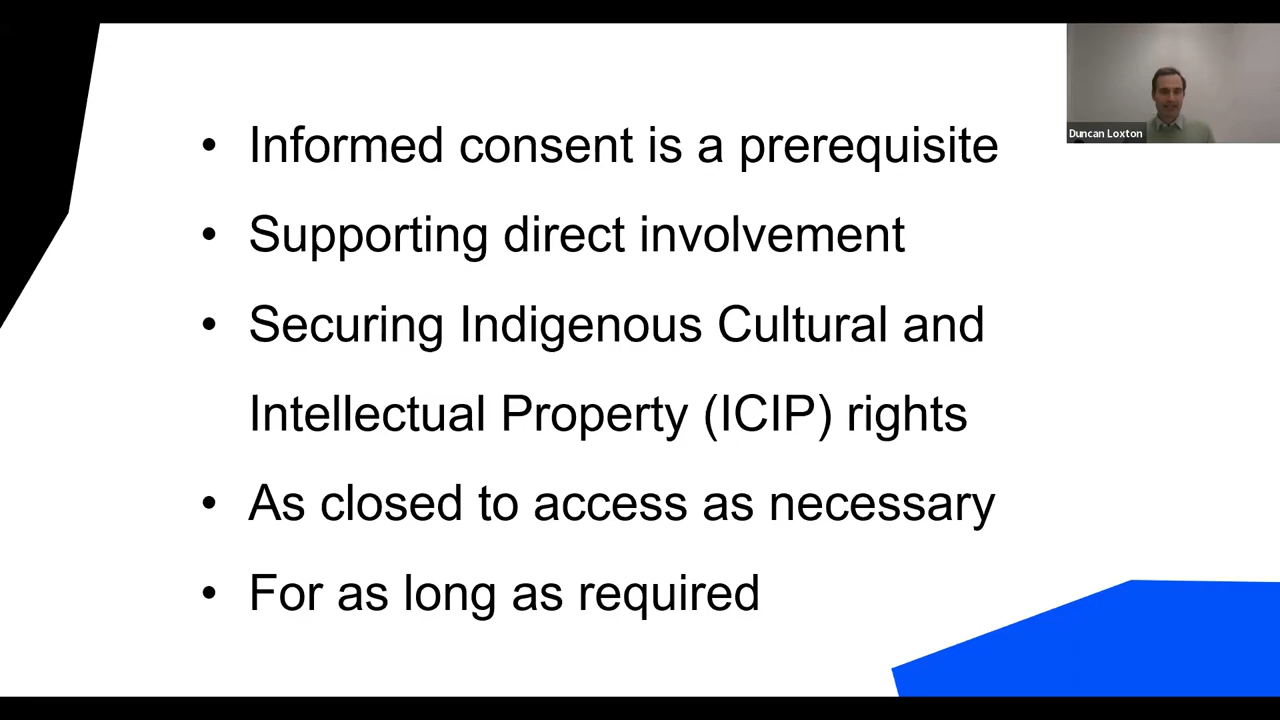 • Informed consent is a prerequisite
• Supporting direct involvement
• Securing Indigenous Cultural and
Intellectual Property (ICIP) rights
• As closed to access as necessary
• For as long as required
Duncan Loxton